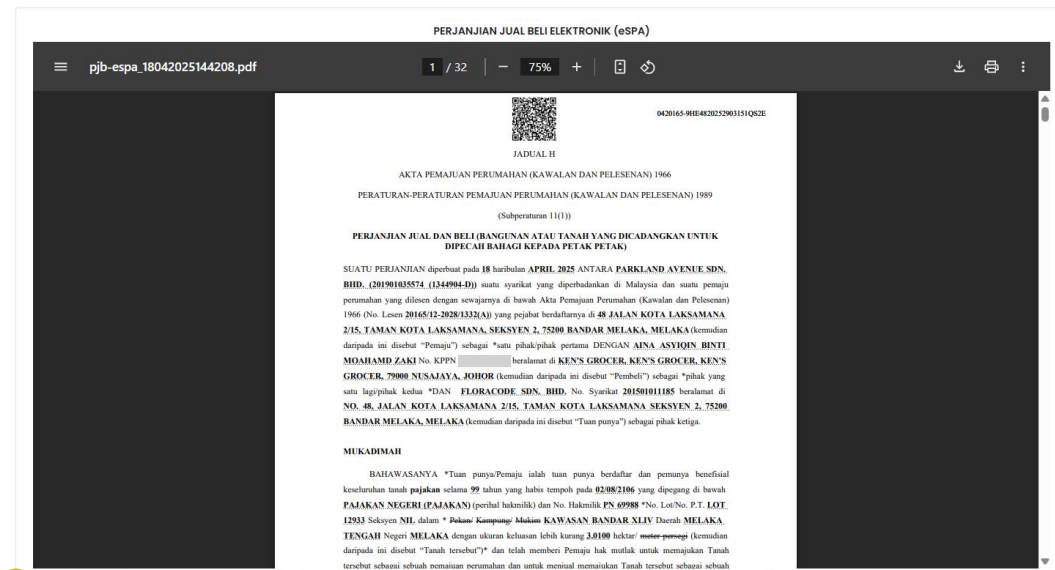 PERJANJIAN JUAL BELI ELEKTRONIK (eSPA)
pjb-espa_18042025144208.pdf
1 / 32
75%
0420165-9HE4820252903151QS2E
JADUAL H
AKTA PEMAJUAN PERUMAHAN (KAWALAN DAN PELESENAN) 1966
PERATURAN-PERATURAN PEMAJUAN PERUMAHAN (KAWALAN DAN PELESENAN) 1989
(Subperaturan 11(1))
PERJANJIAN JUAL DAN BELI (BANGUNAN ATAU TANAH YANG DICADANGKAN UNTUK
DIPECAH BAHAGI KEPADA PETAK PETAK)
SUATU PERJANJIAN diperbuat pada 18 haribulan APRIL 2025 ANTARA PARKLAND AVENUE SDN.
BHD. (201901035574 (1344904-D)) suatu syarikat yang diperbadankan di Malaysia dan suatu pemaju
perumahan yang dilesen dengan sewajarnya di bawah Akta Pemajuan Perumahan (Kawalan dan Pelesenan)
1966 (No. Lesen 20165/12-2028/1332(A)) yang pejabat berdaftarnya di 48 JALAN KOTA LAKSAMANA
2/15, TAMAN KOTA LAKSAMANA, SEKSYEN 2, 75200 BANDAR MELAKA, MELAKA (kemudian
daripada ini disebut "Pemaju") sebagai *satu pihak/pihak pertama DENGAN AINA ASYIQIN BINTI
MOAHAMD ZAKI No. KPPN beralamat di KEN'S GROCER, KEN'S GROCER, KEN'S
GROCER, 79000 NUSAJAYA, JOHOR (kemudian daripada ini disebut "Pembeli") sebagai *pihak yang
satu lagi/pihak kedua *DAN FLORACODE SDN. BHD. No. Syarikat 201501011185 beralamat di
NO. 48, JALAN KOTA LAKSAMANA 2/15, TAMAN KOTA LAKSAMANA SEKSYEN 2, 75200
BANDAR MELAKA, MELAKA (kemudian daripada ini disebut "Tuan punya") sebagai pihak ketiga.
MUKADIMAH
BAHAWASANYA *Tuan punya/Pemaju ialah tuan punya berdaftar dan pemunya benefisial
keseluruhan tanah pajakan selama 99 tahun yang habis tempoh pada 02/08/2106 yang dipegang di bawah
PAJAKAN NEGERI (PAJAKAN) (perihal hakmilik) dan No. Hakmilik PN 69988 *No. Lot/No. P.T. LOT
12933 Seksyen NIL dalam * Pekan/ Kampung/ Mukim KAWASAN BANDAR XLIV Daerah MELAKA
TENGAH Negeri MELAKA dengan ukuran keluasan lebih kurang 3.0100 hektar/ meter persegi (kemudian
daripada ini disebut "Tanah tersebut")* dan telah memberi Pemaju hak mutlak untuk memajukan Tanah
tersebut sebagai sebuah pemajuan perumahan dan untuk menjual memajukan Tanah tersebut sebagai sebuah